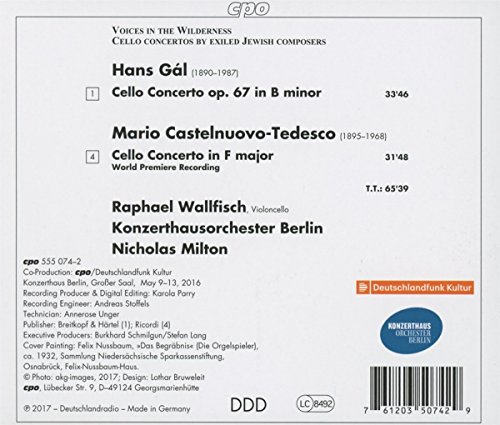 cpo
VOICES IN THE WILDERNESS
CELLO CONCERTOS BY EXILED JEWISH COMPOSERS
Hans Gál (1890–1987)
1 Cello Concerto op. 67 in B minor 33'46
Mario Castelnuovo-Tedesco (1895–1968)
4 Cello Concerto in F major 31'48
World Premiere Recording
T.T.: 65'39
Raphael Wallfisch, Violoncello
Konzerthausorchester Berlin
Nicholas Milton
cpo 555 074–2
Co-Production: cpo/Deutschlandfunk Kultur
Konzerthaus Berlin, Großer Saal, May 9–13, 2016
Recording Producer & Digital Editing: Karola Parry
Recording Engineer: Andreas Stoffels
Technician: Annerose Unger
Publisher: Breitkopf & Härtel (1); Ricordi (4)
Executive Producers: Burkhard Schmilgun/Stefan Lang
Cover Painting: Felix Nussbaum, »Das Begräbnis« (Die Orgelspieler),
ca. 1932, Sammlung Niedersächsische Sparkassenstiftung,
Osnabrück, Felix-Nussbaum-Haus.
© Photo: akg-images, 2017; Design: Lothar Bruweleit
cpo, Lübecker Str. 9, D–49124 Georgsmarienhütte
℗ 2017 – Deutschlandradio – Made in Germany
Deutschlandfunk Kultur
KONZERTHAUS
ORCHESTER
BERLIN
DDD
LC 8492
7 61203 50742 9